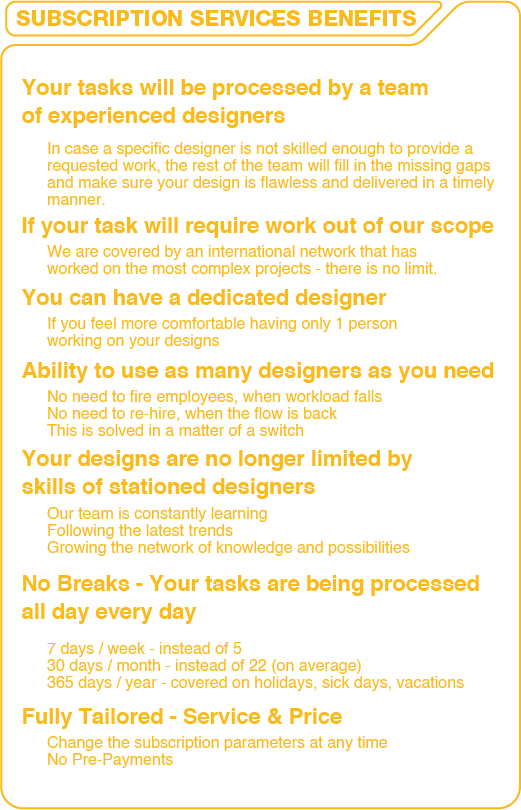 SUBSCRIPTION SERVICES BENEFITS
Your tasks will be processed by a team
of experienced designers
In case a specific designer is not skilled enough to provide a
requested work, the rest of the team will fill in the missing gaps
and make sure your design is flawless and delivered in a timely
manner.
If your task will require work out of our scope
We are covered by an international network that has
worked on the most complex projects - there is no limit.
You can have a dedicated designer
If you feel more comfortable having only 1 person
working on your designs
Ability to use as many designers as you need
No need to fire employees, when workload falls
No need to re-hire, when the flow is back
This is solved in a matter of a switch
Your designs are no longer limited by
skills of stationed designers
Our team is constantly learning
Following the latest trends
Growing the network of knowledge and possibilities
No Breaks - Your tasks are being processed
all day every day
7 days / week - instead of 5
30 days / month - instead of 22 (on average)
365 days / year - covered on holidays, sick days, vacations
Fully Tailored - Service & Price
Change the subscription parameters at any time
No Pre-Payments